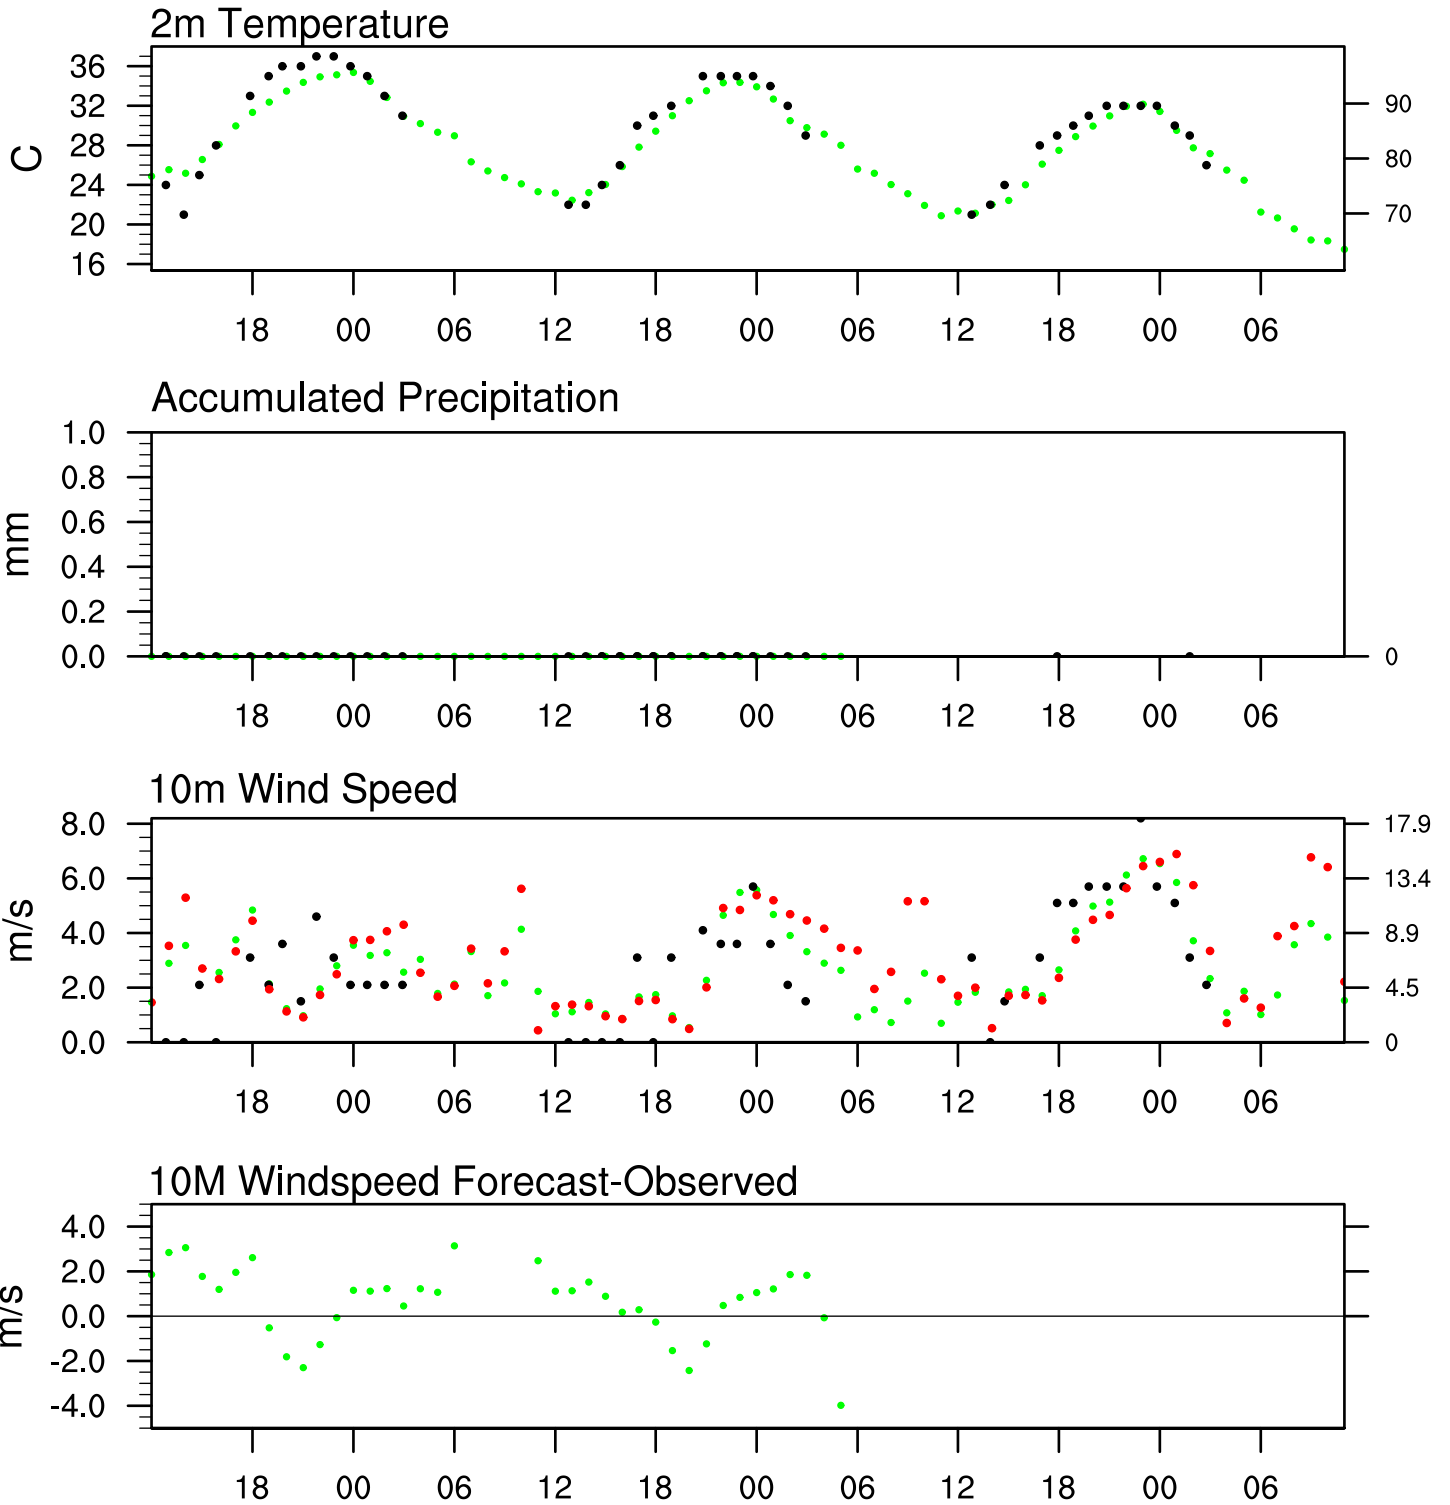 2m Temperature
36
32
28
24
20
16
C
90
80
70
18 00 06 12 18 00 06 12 18 00 06
Accumulated Precipitation
1.0
0.8
0.6
0.4
0.2
0.0
mm
0
18 00 06 12 18 00 06 12 18 00 06
10m Wind Speed
8.0
6.0
4.0
2.0
0.0
m/s
17.9
13.4
8.9
4.5
0
18 00 06 12 18 00 06 12 18 00 06
10M Windspeed Forecast-Observed
4.0
2.0
0.0
-2.0
-4.0
m/s
18 00 06 12 18 00 06 12 18 00 06